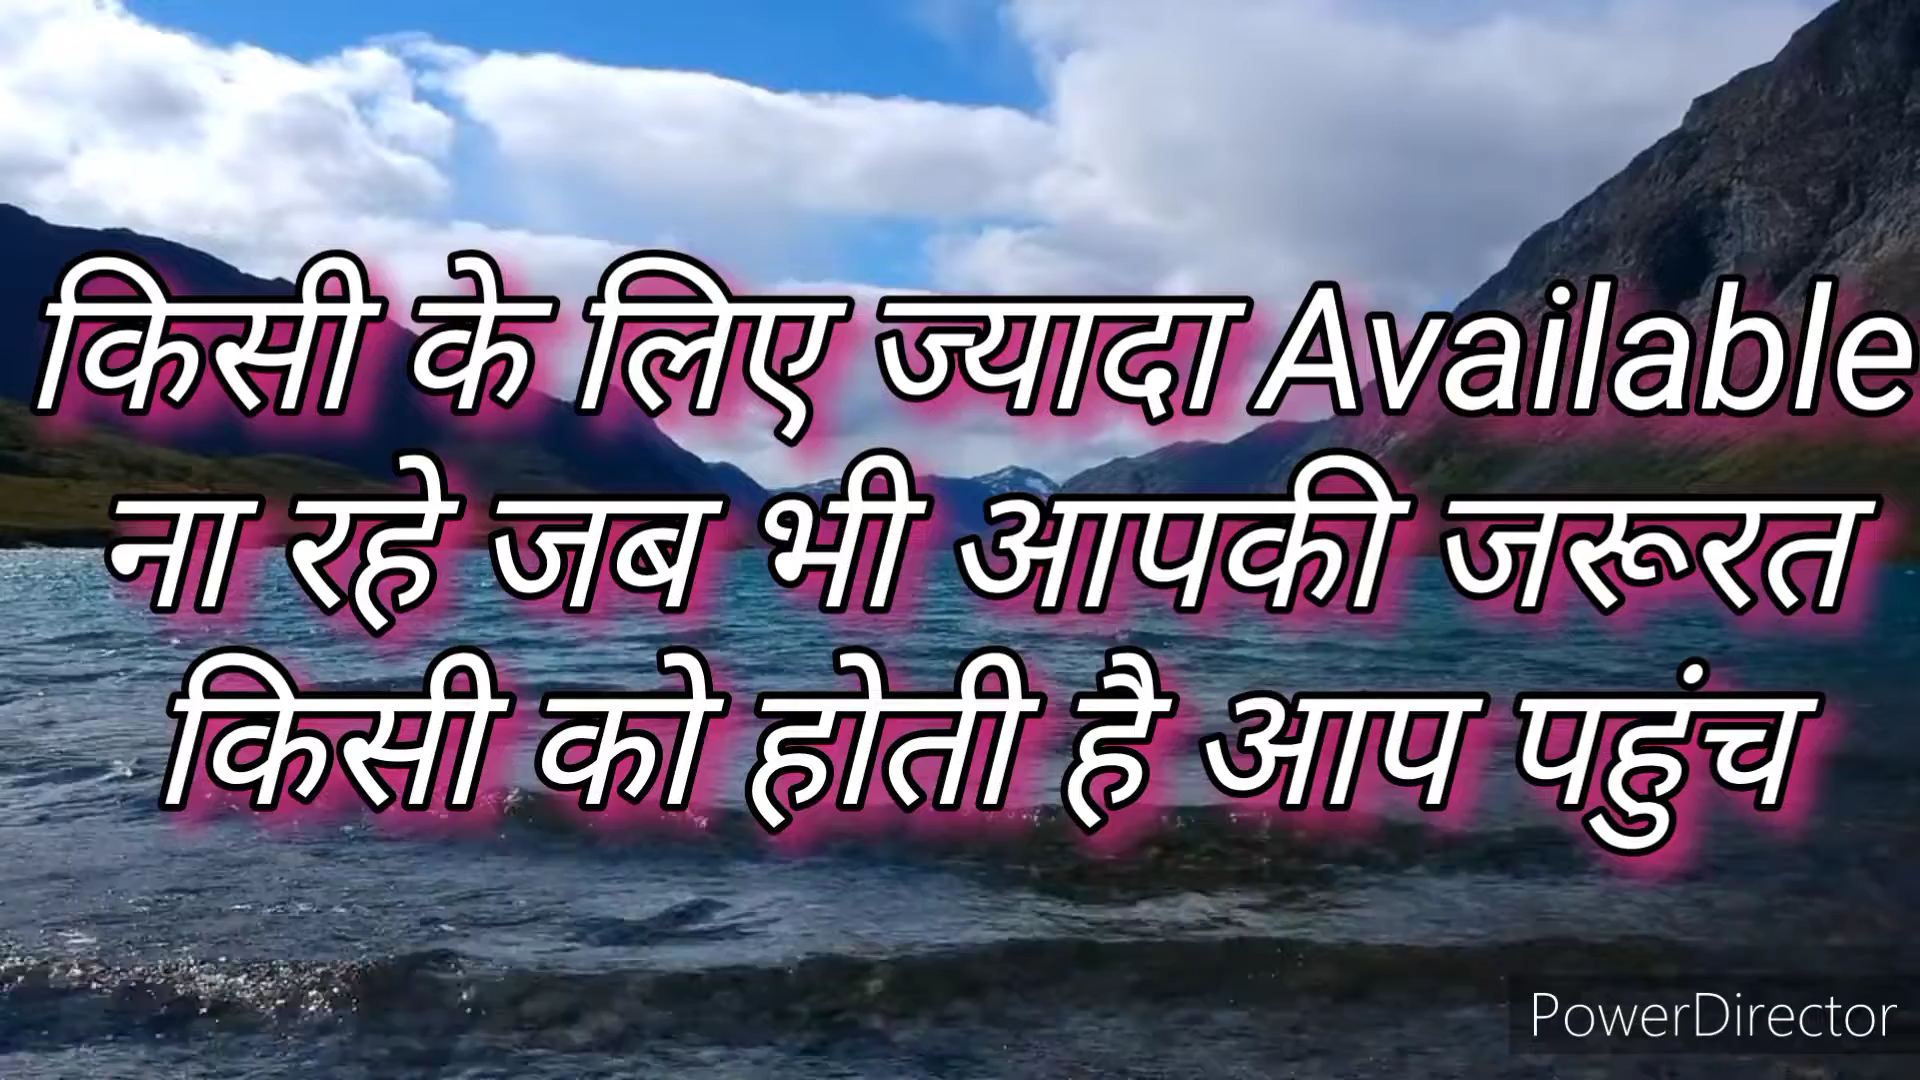 किसी के लिए ज्यादा Available
ना रहे जब भी आपकी जरूरत
किसी को होती है आप पहुंच
PowerDirector